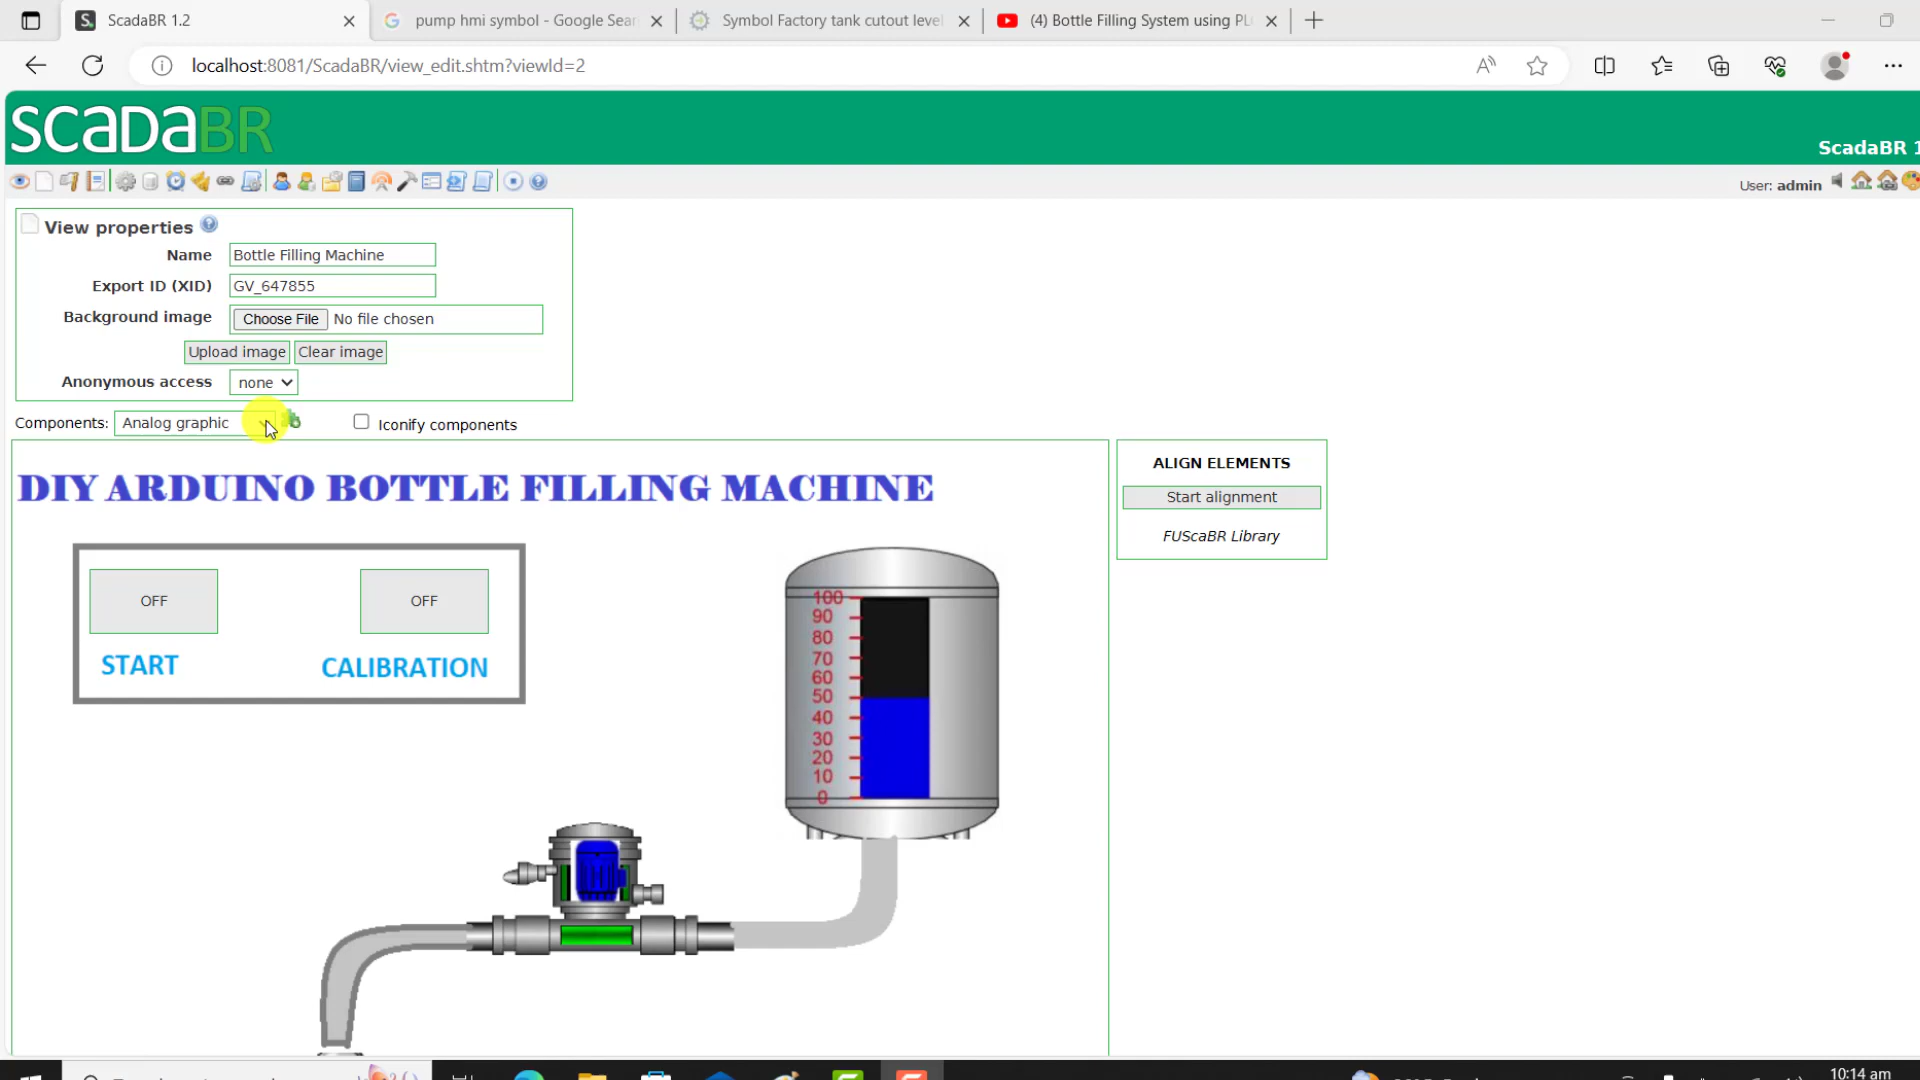 ScadaBR 1.2
pump hmi symbol - Google Sear
Symbol Factory tank cutout level
(4) Bottle Filling System using PL
localhost:8081/ScadaBR/view_edit.shtm?viewId=2
scadaBR
ScadaBR 1
User: admin
View properties
Name Bottle Filling Machine
Export ID (XID) GV_647855
Background image Choose File No file chosen
Upload image Clear image
Anonymous access none
Components: Analog graphic Iconify components
ALIGN ELEMENTS
Start alignment
FUScaBR Library
DIY ARDUINO BOTTLE FILLING MACHINE
OFF OFF
START CALIBRATION
100
90
80
70
60
50
40
30
20
10
0
10:14 am